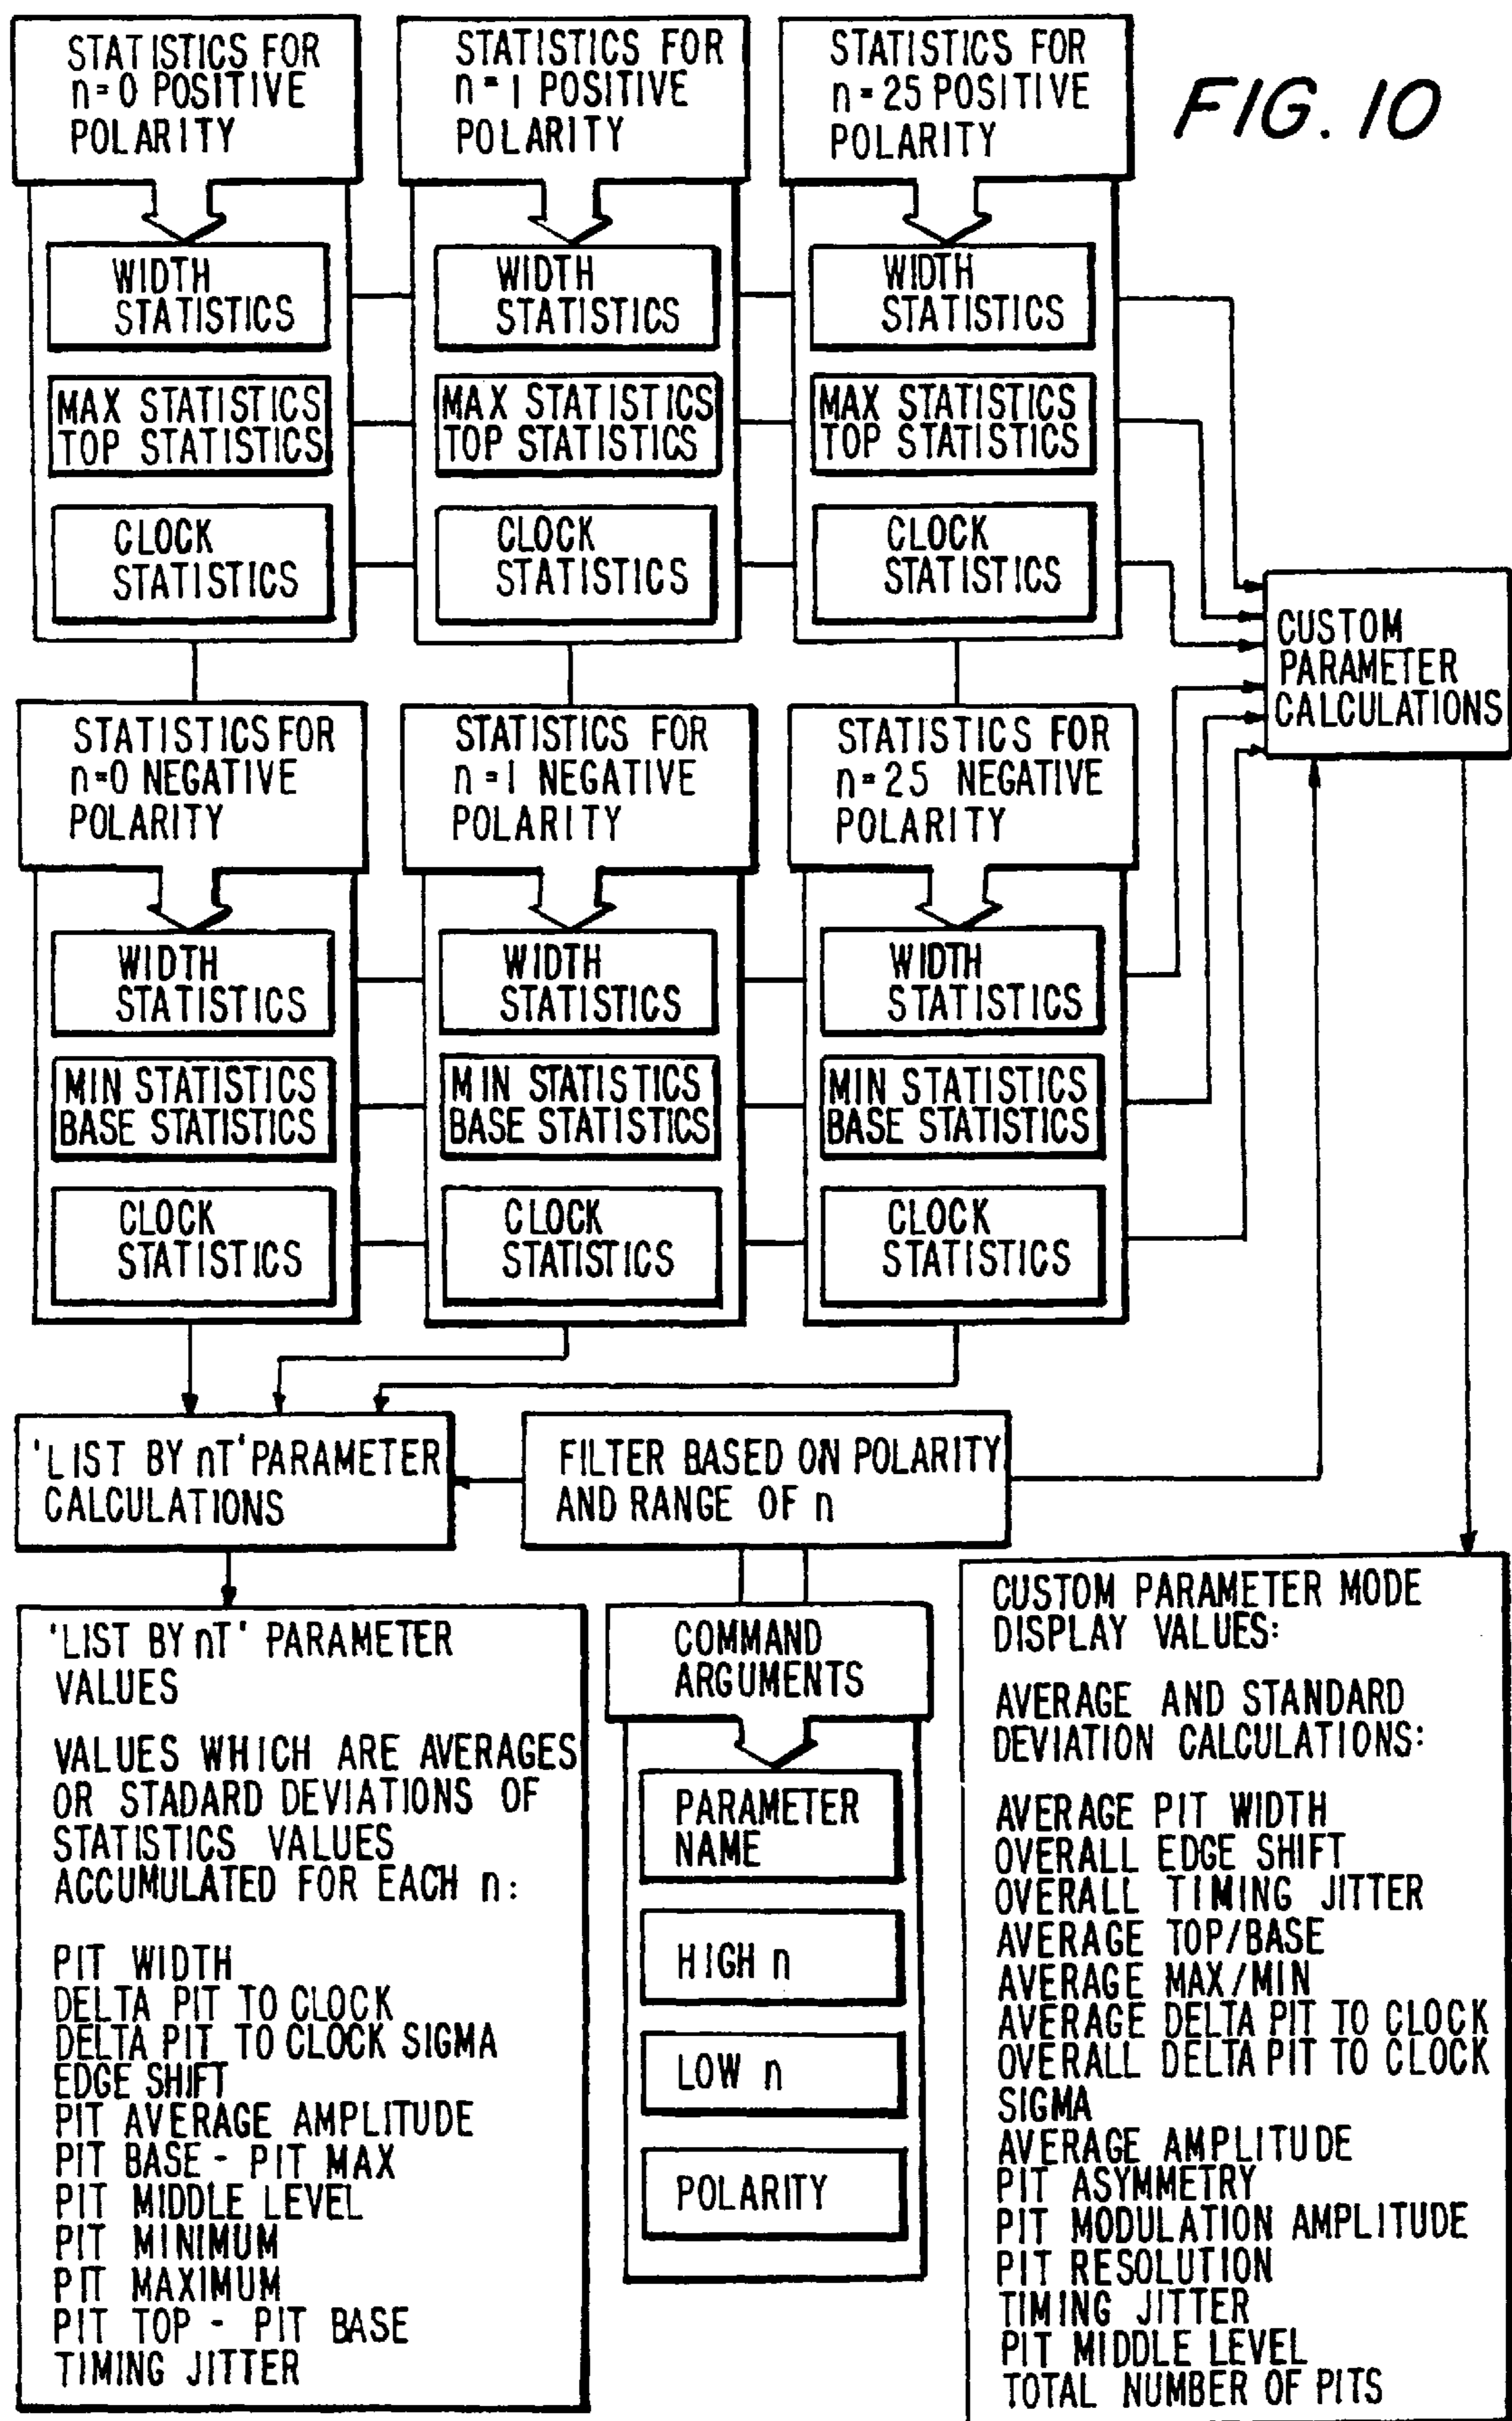 FIG. 10
STATISTICS FOR
n=0 POSITIVE
POLARITY
WIDTH
STATISTICS
MAX STATISTICS
TOP STATISTICS
CLOCK
STATISTICS
STATISTICS FOR
n=1 POSITIVE
POLARITY
WIDTH
STATISTICS
MAX STATISTICS
TOP STATISTICS
CLOCK
STATISTICS
STATISTICS FOR
n=25 POSITIVE
POLARITY
WIDTH
STATISTICS
MAX STATISTICS
TOP STATISTICS
CLOCK
STATISTICS
CUSTOM
PARAMETER
CALCULATIONS
STATISTICS FOR
n=0 NEGATIVE
POLARITY
WIDTH
STATISTICS
MIN STATISTICS
BASE STATISTICS
CLOCK
STATISTICS
STATISTICS FOR
n=1 NEGATIVE
POLARITY
WIDTH
STATISTICS
MIN STATISTICS
BASE STATISTICS
CLOCK
STATISTICS
STATISTICS FOR
n=25 NEGATIVE
POLARITY
WIDTH
STATISTICS
MIN STATISTICS
BASE STATISTICS
CLOCK
STATISTICS
'LIST BY nT' PARAMETER
CALCULATIONS
FILTER BASED ON POLARITY
AND RANGE OF n
'LIST BY nT' PARAMETER
VALUES
VALUES WHICH ARE AVERAGES
OR STADARD DEVIATIONS OF
STATISTICS VALUES
ACCUMULATED FOR EACH n:
PIT WIDTH
DELTA PIT TO CLOCK
DELTA PIT TO CLOCK SIGMA
EDGE SHIFT
PIT AVERAGE AMPLITUDE
PIT BASE - PIT MAX
PIT MIDDLE LEVEL
PIT MINIMUM
PIT MAXIMUM
PIT TOP - PIT BASE
TIMING JITTER
COMMAND
ARGUMENTS
PARAMETER
NAME
HIGH n
LOW n
POLARITY
CUSTOM PARAMETER MODE
DISPLAY VALUES:
AVERAGE AND STANDARD
DEVIATION CALCULATIONS:
AVERAGE PIT WIDTH
OVERALL EDGE SHIFT
OVERALL TIMING JITTER
AVERAGE TOP/BASE
AVERAGE MAX/MIN
AVERAGE DELTA PIT TO CLOCK
OVERALL DELTA PIT TO CLOCK
SIGMA
AVERAGE AMPLITUDE
PIT ASYMMETRY
PIT MODULATION AMPLITUDE
PIT RESOLUTION
TIMING JITTER
PIT MIDDLE LEVEL
TOTAL NUMBER OF PITS